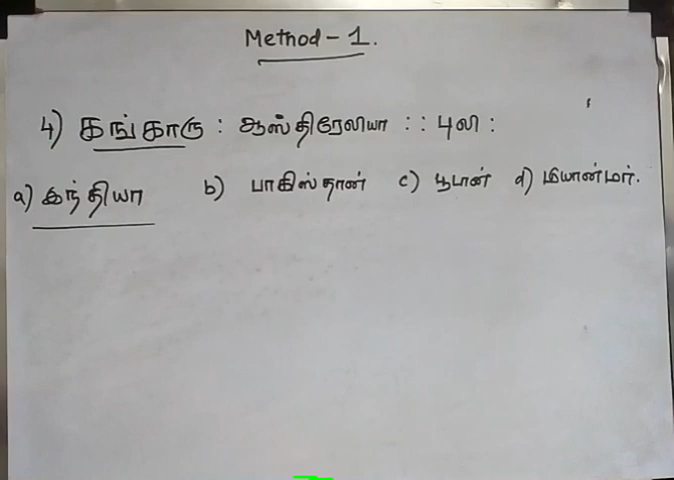 Method - 1.
4) கங்காரு : ஆஸ்திரேலியா : : புலி :
a) இந்தியா b) பாகிஸ்தான் c) பூடான் d) மியான்மர்.